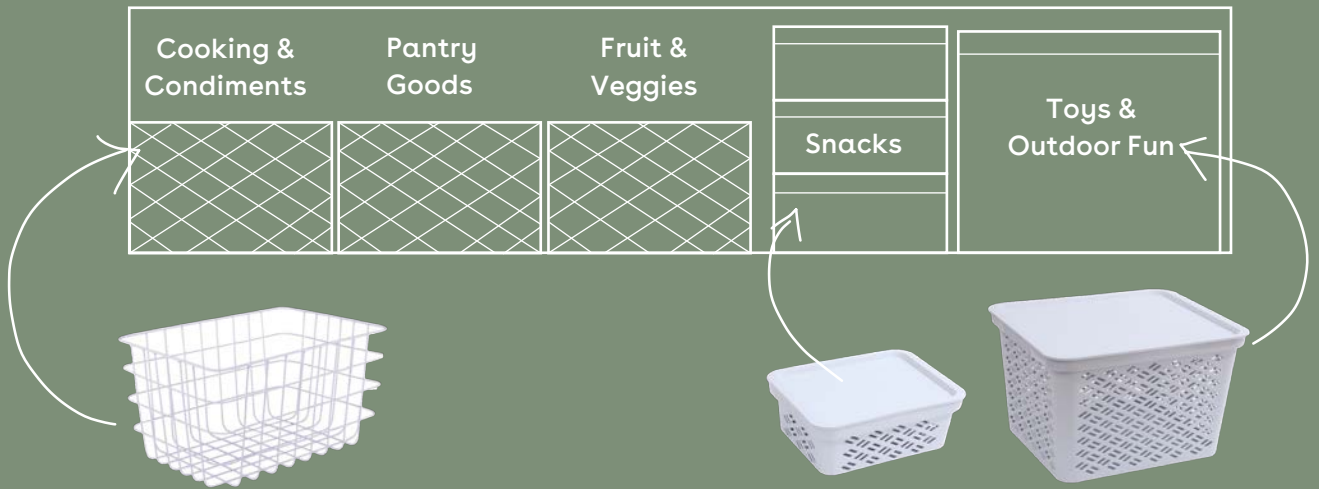 Cooking &
Condiments
Pantry
Goods
Fruit &
Veggies
Snacks
Toys &
Outdoor Fun